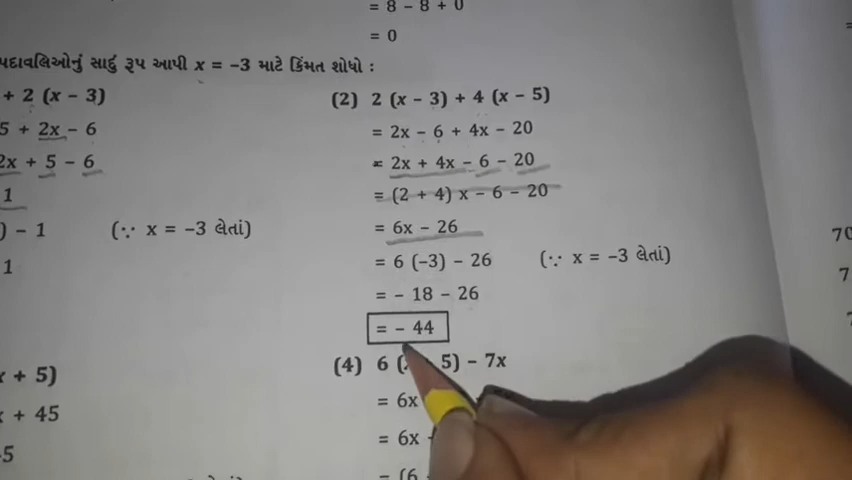 = 8 - 8 + 0
= 0
પદાવલિઓનું સાદું રૂપ આપી x = -3 માટે કિંમત શોધો :
+ 2 (x - 3)
5 + 2x - 6
2x + 5 - 6
1
) - 1 (∵ x = -3 લેતાં)
1
x + 5)
x + 45
-5
(2) 2 (x - 3) + 4 (x - 5)
= 2x - 6 + 4x - 20
= 2x + 4x - 6 - 20
= (2 + 4) x - 6 - 20
= 6x - 26
= 6 (-3) - 26 (∵ x = -3 લેતાં)
= - 18 - 26
= - 44
(4) 6 ( 5) - 7x
= 6x
= 6x
= (6
70
7